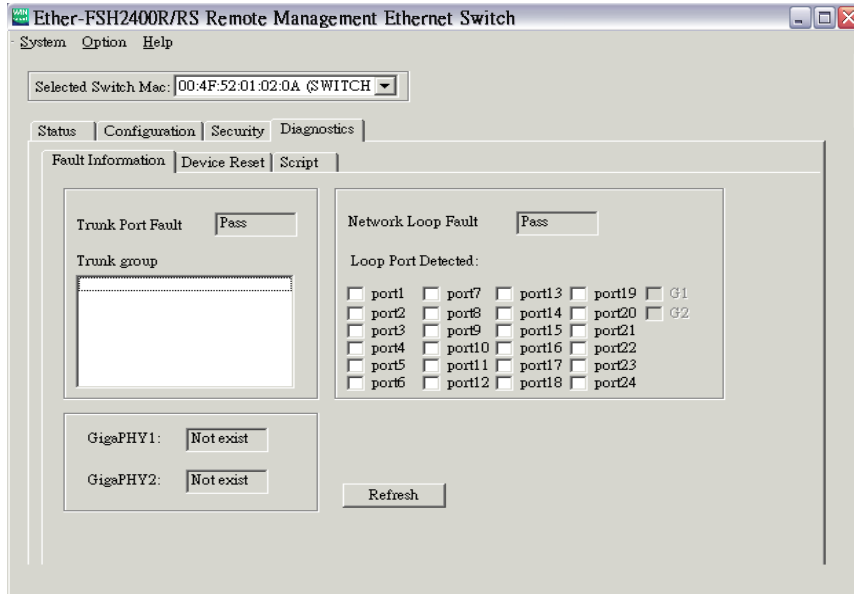 Ether-FSH2400R/RS Remote Management Ethernet Switch
System Option Help
Selected Switch Mac: 00:4F:52:01:02:0A (SWITCH
Status Configuration Security Diagnostics
Fault Information Device Reset Script
Trunk Port Fault Pass
Trunk group
Network Loop Fault Pass
Loop Port Detected:
port1 port7 port13 port19 G1
port2 port8 port14 port20 G2
port3 port9 port15 port21
port4 port10 port16 port22
port5 port11 port17 port23
port6 port12 port18 port24
GigaPHY1: Not exist
GigaPHY2: Not exist
Refresh